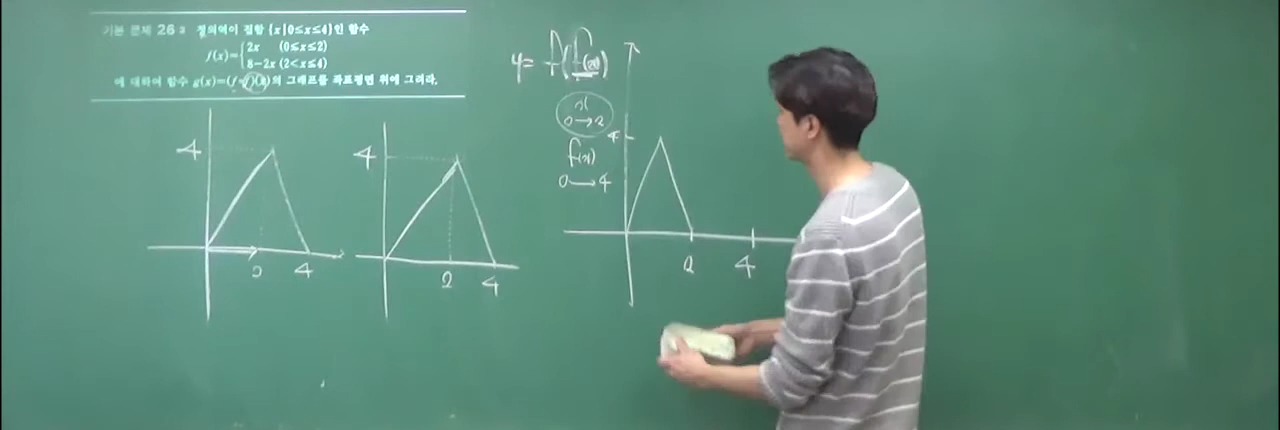 기본 문제 26-2 정의역이 집합 {x|0≤x≤4}인 함수
f(x)={2x (0≤x≤2)
8-2x (2<x≤4)
에 대하여 함수 g(x)=(f∘f)(x)의 그래프를 좌표평면 위에 그려라.
4
2 4
4
2 4
y= f(f(x))
x
0→2
f(x)
0→4
4
2 4